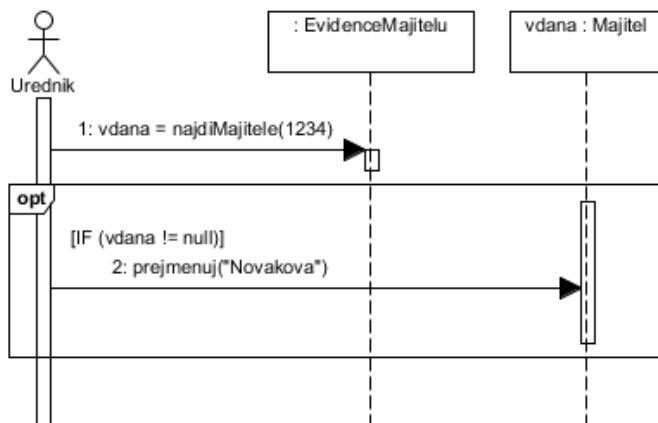 : EvidenceMajitelu
vdana : Majitel
Urednik
1: vdana = najdiMajitele(1234)
opt
[IF (vdana != null)]
2: prejmenuj("Novakova")